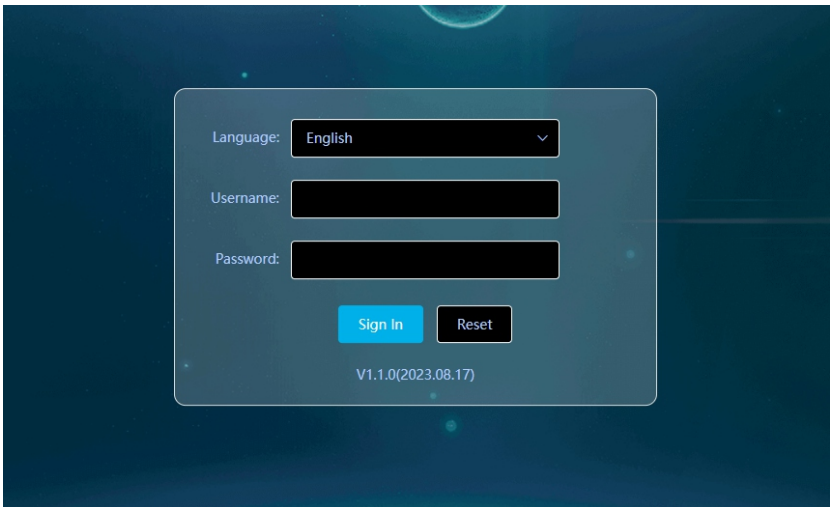 Language: English
Username:
Password:
Sign In Reset
V1.1.0(2023.08.17)